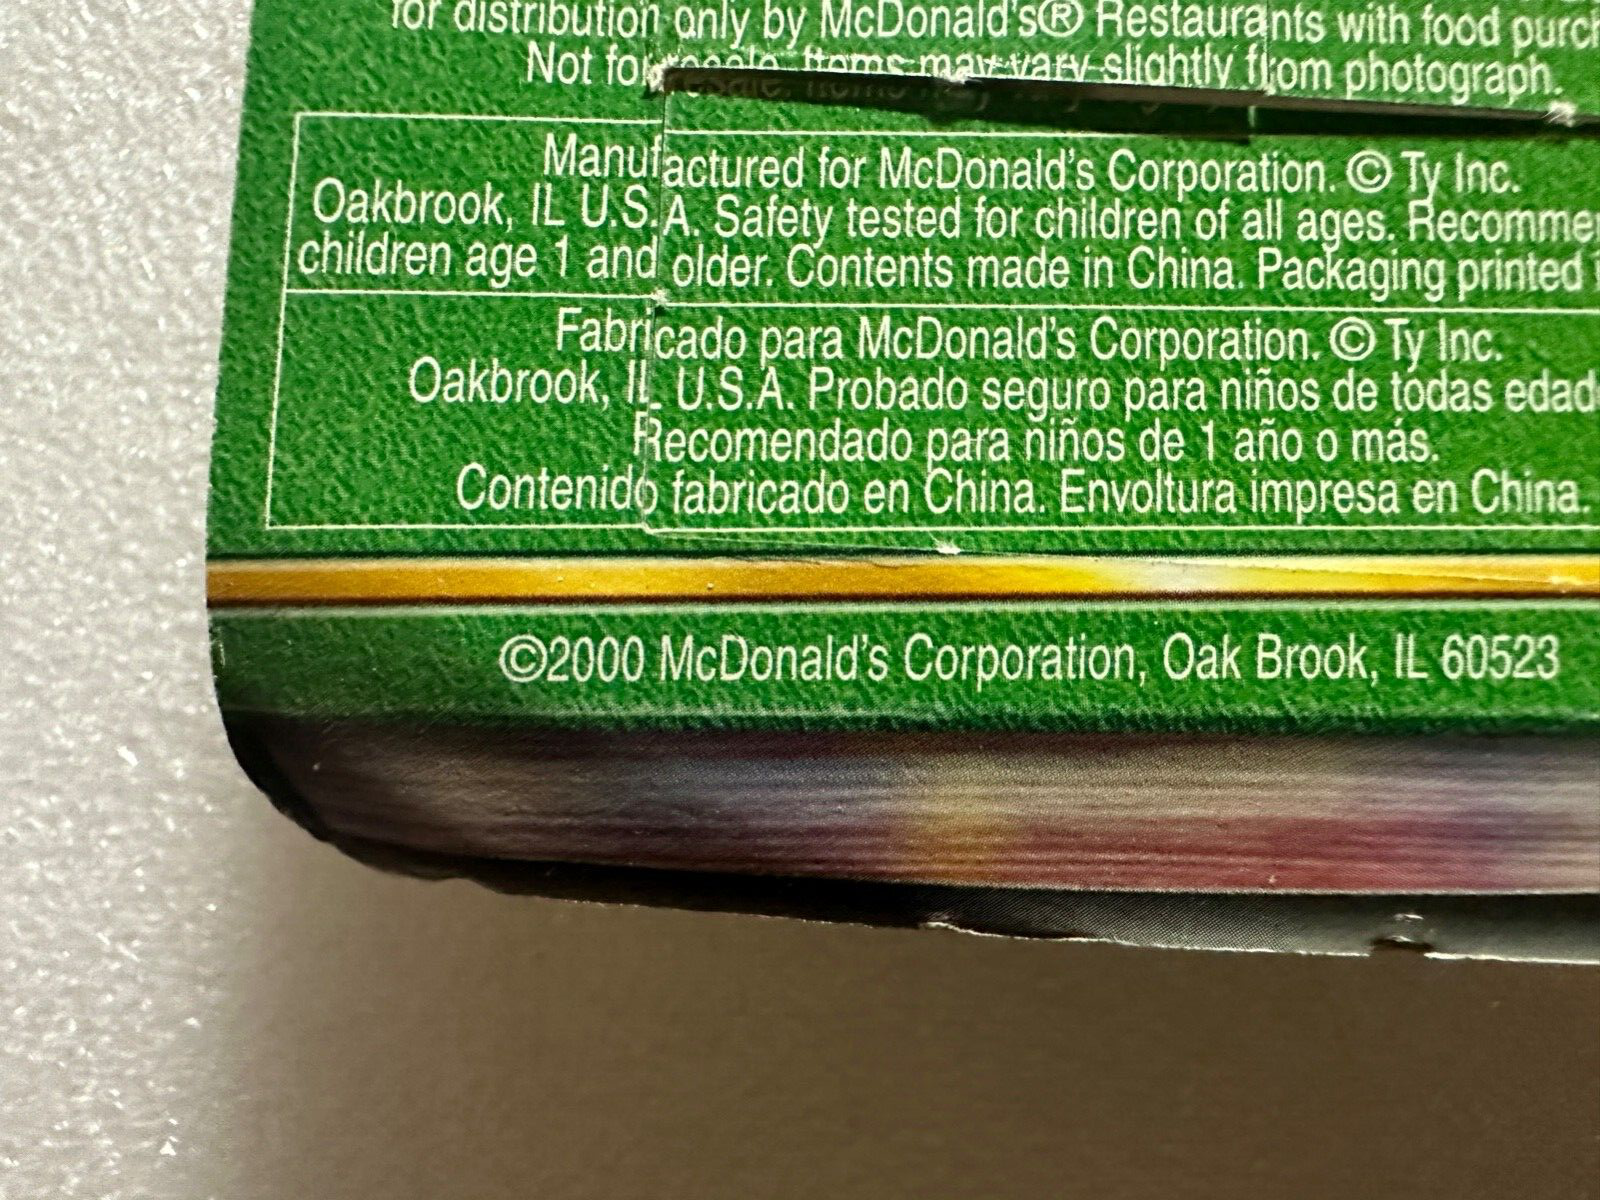 for distribution only by McDonald's® Restaurants with food purch
Not for resale. Items may vary slightly from photograph.
Manufactured for McDonald's Corporation. © Ty Inc.
Oakbrook, IL U.S.A. Safety tested for children of all ages. Recommen
children age 1 and older. Contents made in China. Packaging printed i
Fabricado para McDonald's Corporation. © Ty Inc.
Oakbrook, IL U.S.A. Probado seguro para niños de todas edad
Recomendado para niños de 1 año o más.
Contenido fabricado en China. Envoltura impresa en China.
©2000 McDonald's Corporation, Oak Brook, IL 60523